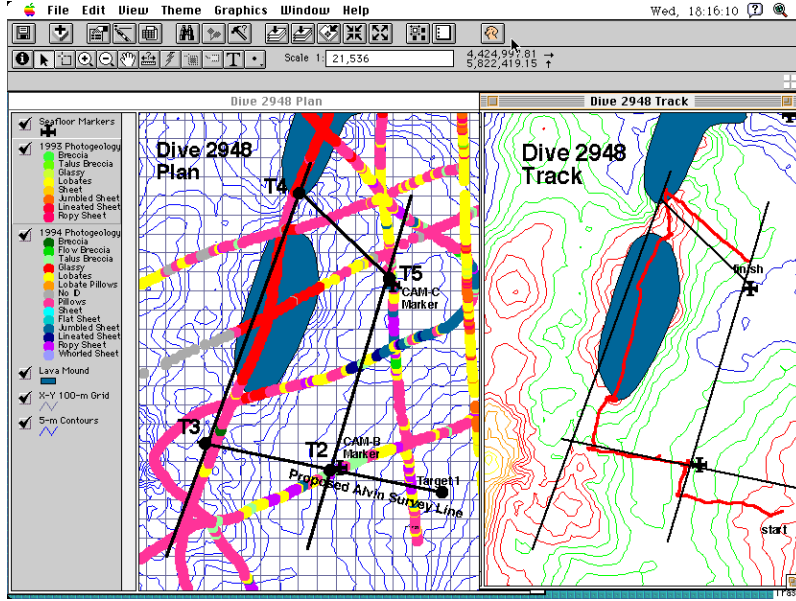 File Edit View Theme Graphics Window Help
Wed, 18:16:10
Scale 1: 21,536
4,424,997.81
5,822,419.15
Dive 2948 Plan
Dive 2948 Track
Seafloor Markers
1993 Photogeology
Breccia
Talus Breccia
Glassy
Lobates
Sheet
Jumbled Sheet
Lineated Sheet
Ropy Sheet
1994 Photogeology
Breccia
Flow Breccia
Talus Breccia
Glassy
Lobates
Lobate Pillows
No ID
Pillows
Sheet
Flat Sheet
Jumbled Sheet
Lineated Sheet
Ropy Sheet
Whorled Sheet
Lava Mound
X-Y 100-m Grid
5-m Contours
Dive 2948
Plan
T4
T5
CAM-C
Marker
T3
T2
CAM-B
Marker
Target 1
Proposed Alvin Survey Line
Dive 2948
Track
finish
start